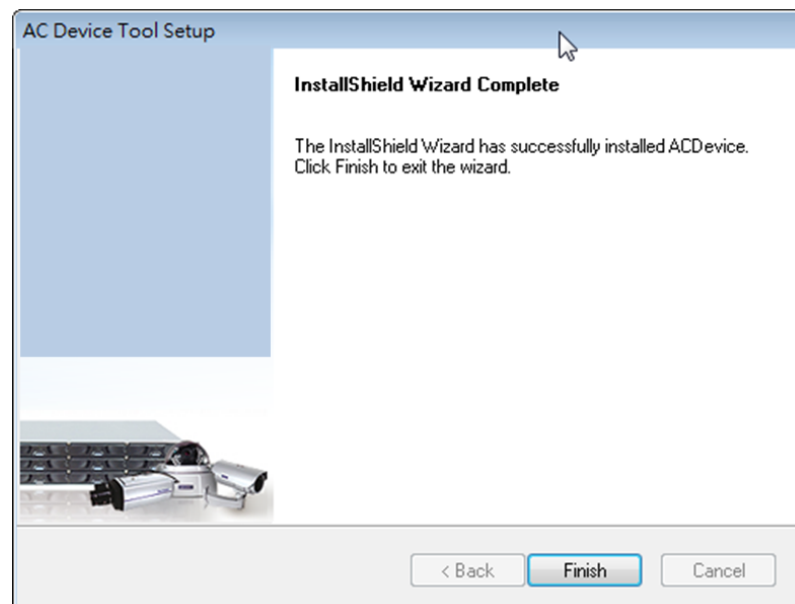 AC Device Tool Setup
InstallShield Wizard Complete
The InstallShield Wizard has successfully installed ACDevice.
Click Finish to exit the wizard.
< Back
Finish
Cancel